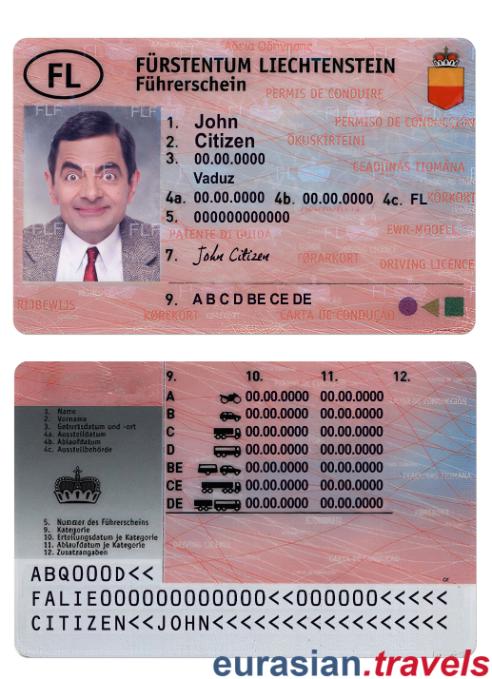 FL
FÜRSTENTUM LIECHTENSTEIN
Führerschein
PERMIS DE CONDUIRE
1. John
PERMISO DE CONDUCCION
2. Citizen
ÖKUSKÍRTEINI
3. 00.00.0000
Vaduz
CEADÚNAS TIOMÁNA
4a. 00.00.0000 4b. 00.00.0000 4c. FL
KÖRKORT
5. 000000000000
PATENTE DI GUIDA
EWR-MODELL
7. John Citizen
FØRARKORT
DRIVING LICENCE
9. A B C D BE CE DE
RIJBEWIJS
KØREKORT
CARTA DE CONDUÇÃO
9. 10. 11. 12.
A 00.00.0000 00.00.0000
B 00.00.0000 00.00.0000
C 00.00.0000 00.00.0000
D 00.00.0000 00.00.0000
BE 00.00.0000 00.00.0000
CE 00.00.0000 00.00.0000
DE 00.00.0000 00.00.0000
1. Name
2. Vorname
3. Geburtsdatum und -ort
4a. Ausstelldatum
4b. Ablaufdatum
4c. Ausstellbehörde
5. Nummer des Führerscheins
9. Kategorie
10. Erteilungsdatum je Kategorie
11. Ablaufdatum je Kategorie
12. Zusatzangaben
ABQ000D<<
FALIE0000000000000<<000000<<<<<
CITIZEN<<JOHN<<<<<<<<<<<<<<<<<
eurasian.travels